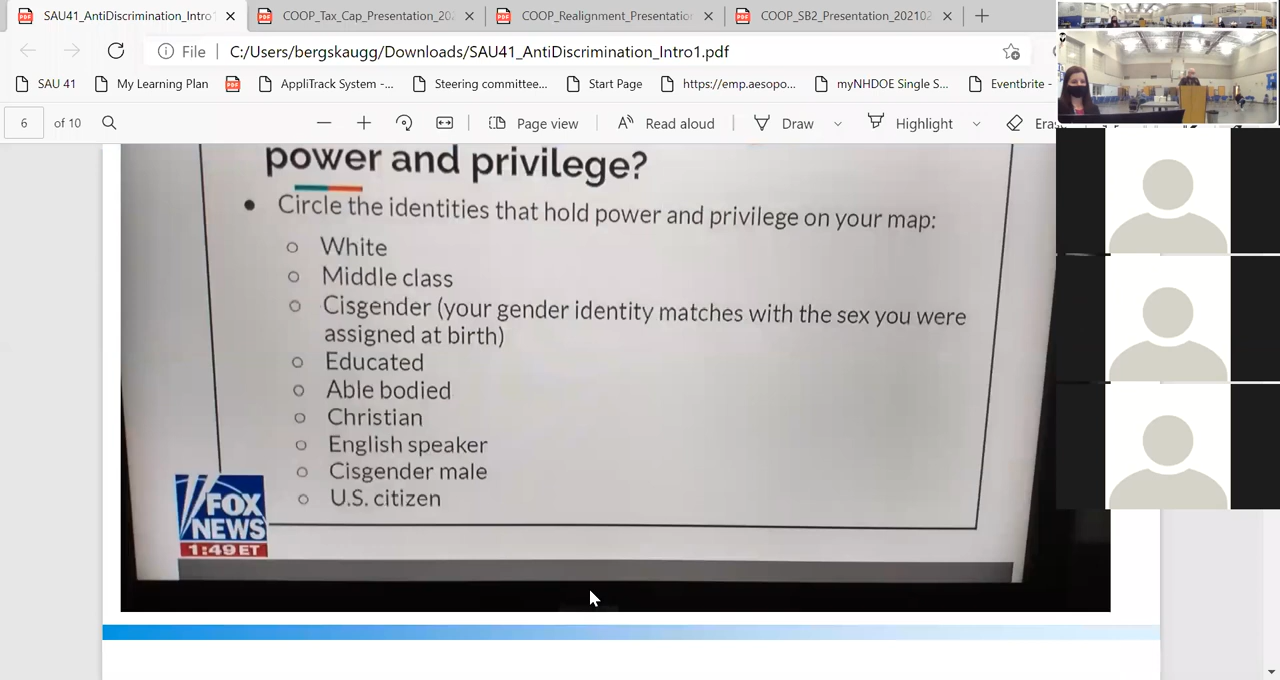 SAU41_AntiDiscrimination_Intro1
COOP_Tax_Cap_Presentation_202
COOP_Realignment_Presentation
COOP_SB2_Presentation_202102
File
C:/Users/bergskaugg/Downloads/SAU41_AntiDiscrimination_Intro1.pdf
SAU 41
My Learning Plan
AppliTrack System -...
Steering committee...
Start Page
https://emp.aesopo...
myNHDOE Single S...
Eventbrite -
6 of 10
Page view
Read aloud
Draw
Highlight
power and privilege?
• Circle the identities that hold power and privilege on your map:
o White
o Middle class
o Cisgender (your gender identity matches with the sex you were
assigned at birth)
o Educated
o Able bodied
o Christian
o English speaker
o Cisgender male
o U.S. citizen
FOX
NEWS
1:49 ET